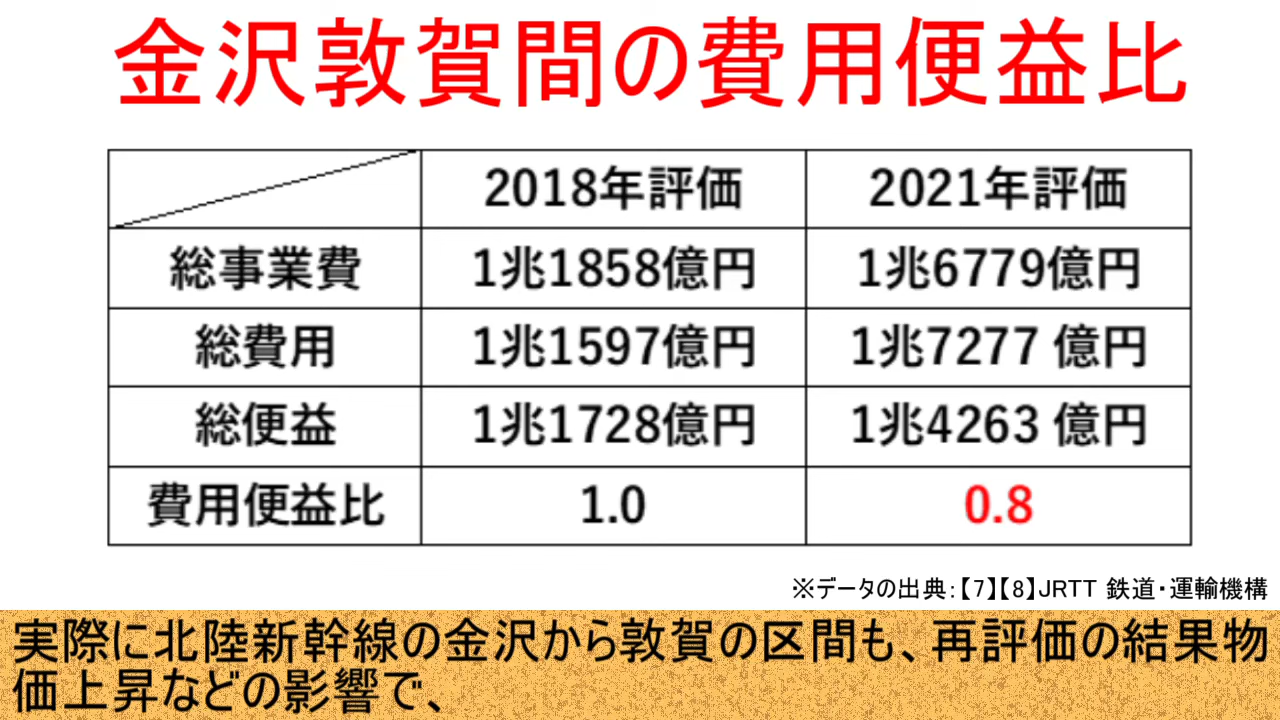 金沢敦賀間の費用便益比
2018年評価 2021年評価
総事業費 1兆1858億円 1兆6779億円
総費用 1兆1597億円 1兆7277 億円
総便益 1兆1728億円 1兆4263 億円
費用便益比 1.0 0.8
※データの出典：【7】【8】JRTT 鉄道・運輸機構
実際に北陸新幹線の金沢から敦賀の区間も、再評価の結果物
価上昇などの影響で、